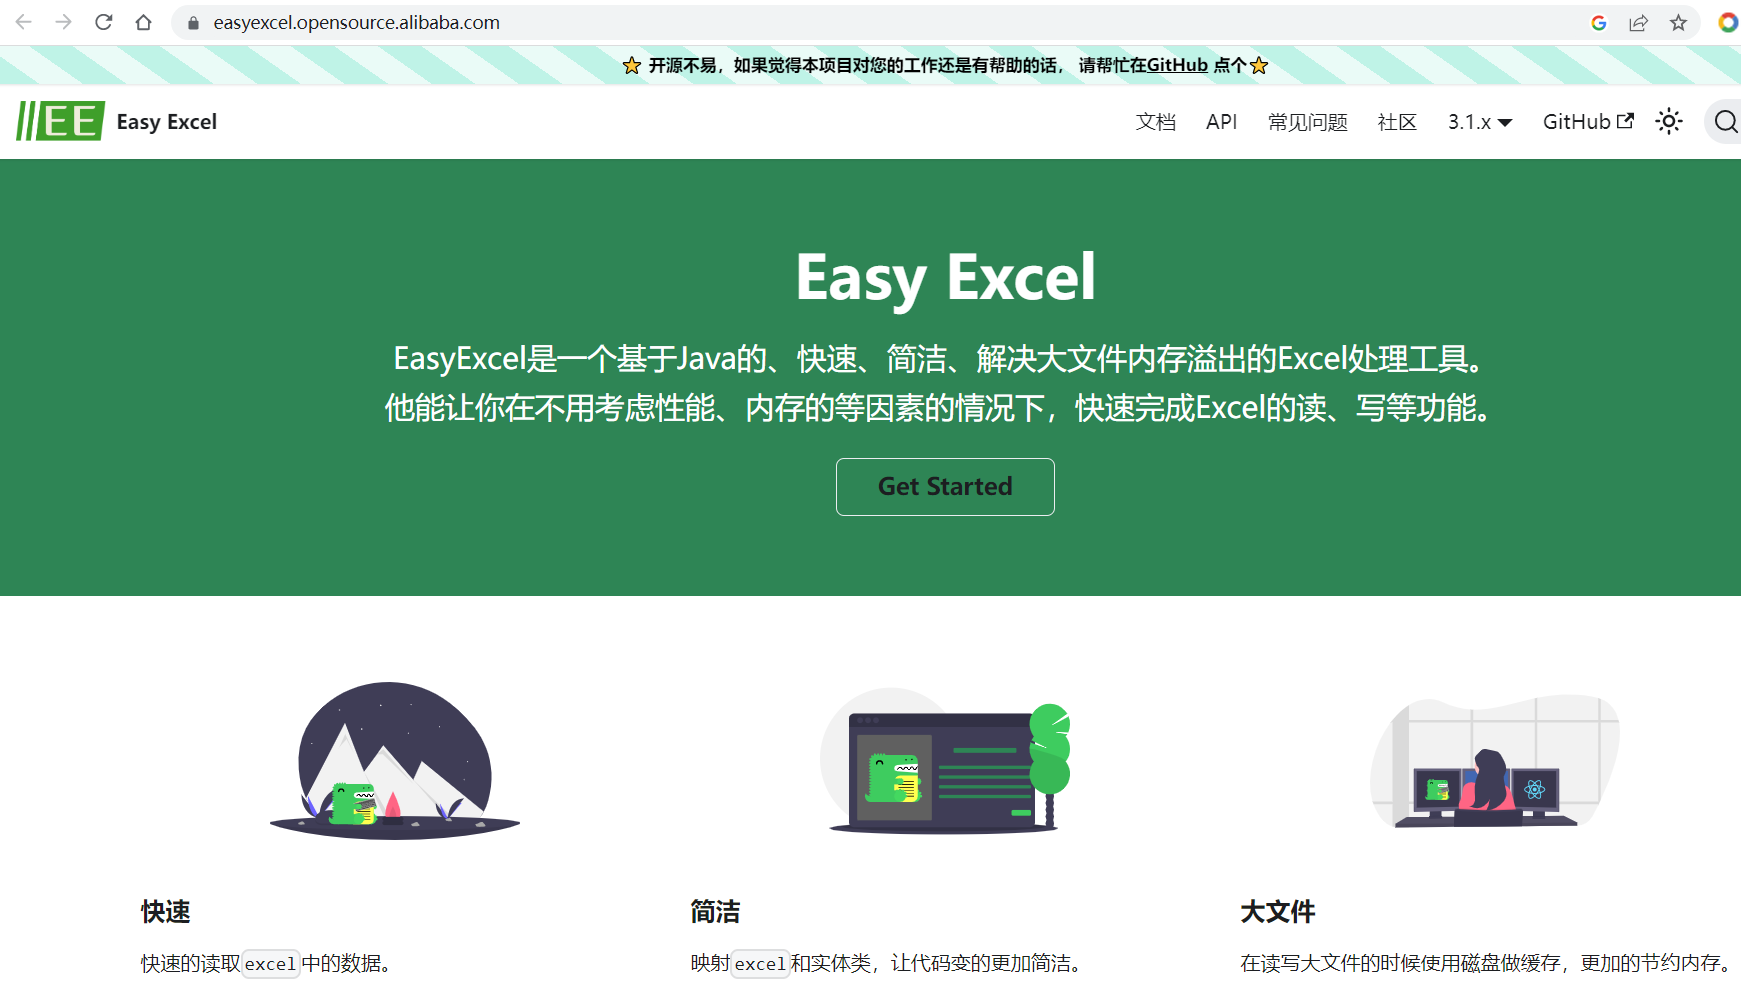 easyexcel.opensource.alibaba.com
⭐ 开源不易，如果觉得本项目对您的工作还是有帮助的话， 请帮忙在GitHub 点个⭐
EE Easy Excel 文档 API 常见问题 社区 3.1.x GitHub
Easy Excel
EasyExcel是一个基于Java的、快速、简洁、解决大文件内存溢出的Excel处理工具。
他能让你在不用考虑性能、内存的等因素的情况下，快速完成Excel的读、写等功能。
Get Started
快速 简洁 大文件
快速的读取excel中的数据。 映射excel和实体类，让代码变的更加简洁。 在读写大文件的时候使用磁盘做缓存，更加的节约内存。